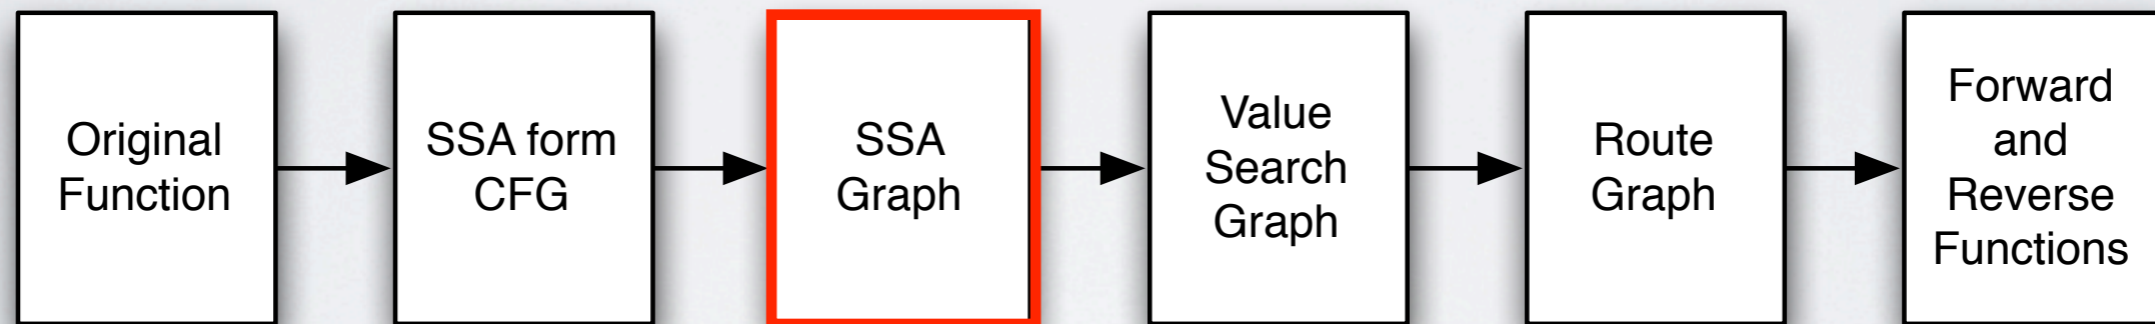 Original
Function
SSA form
CFG
SSA
Graph
Value
Search
Graph
Route
Graph
Forward
and
Reverse
Functions